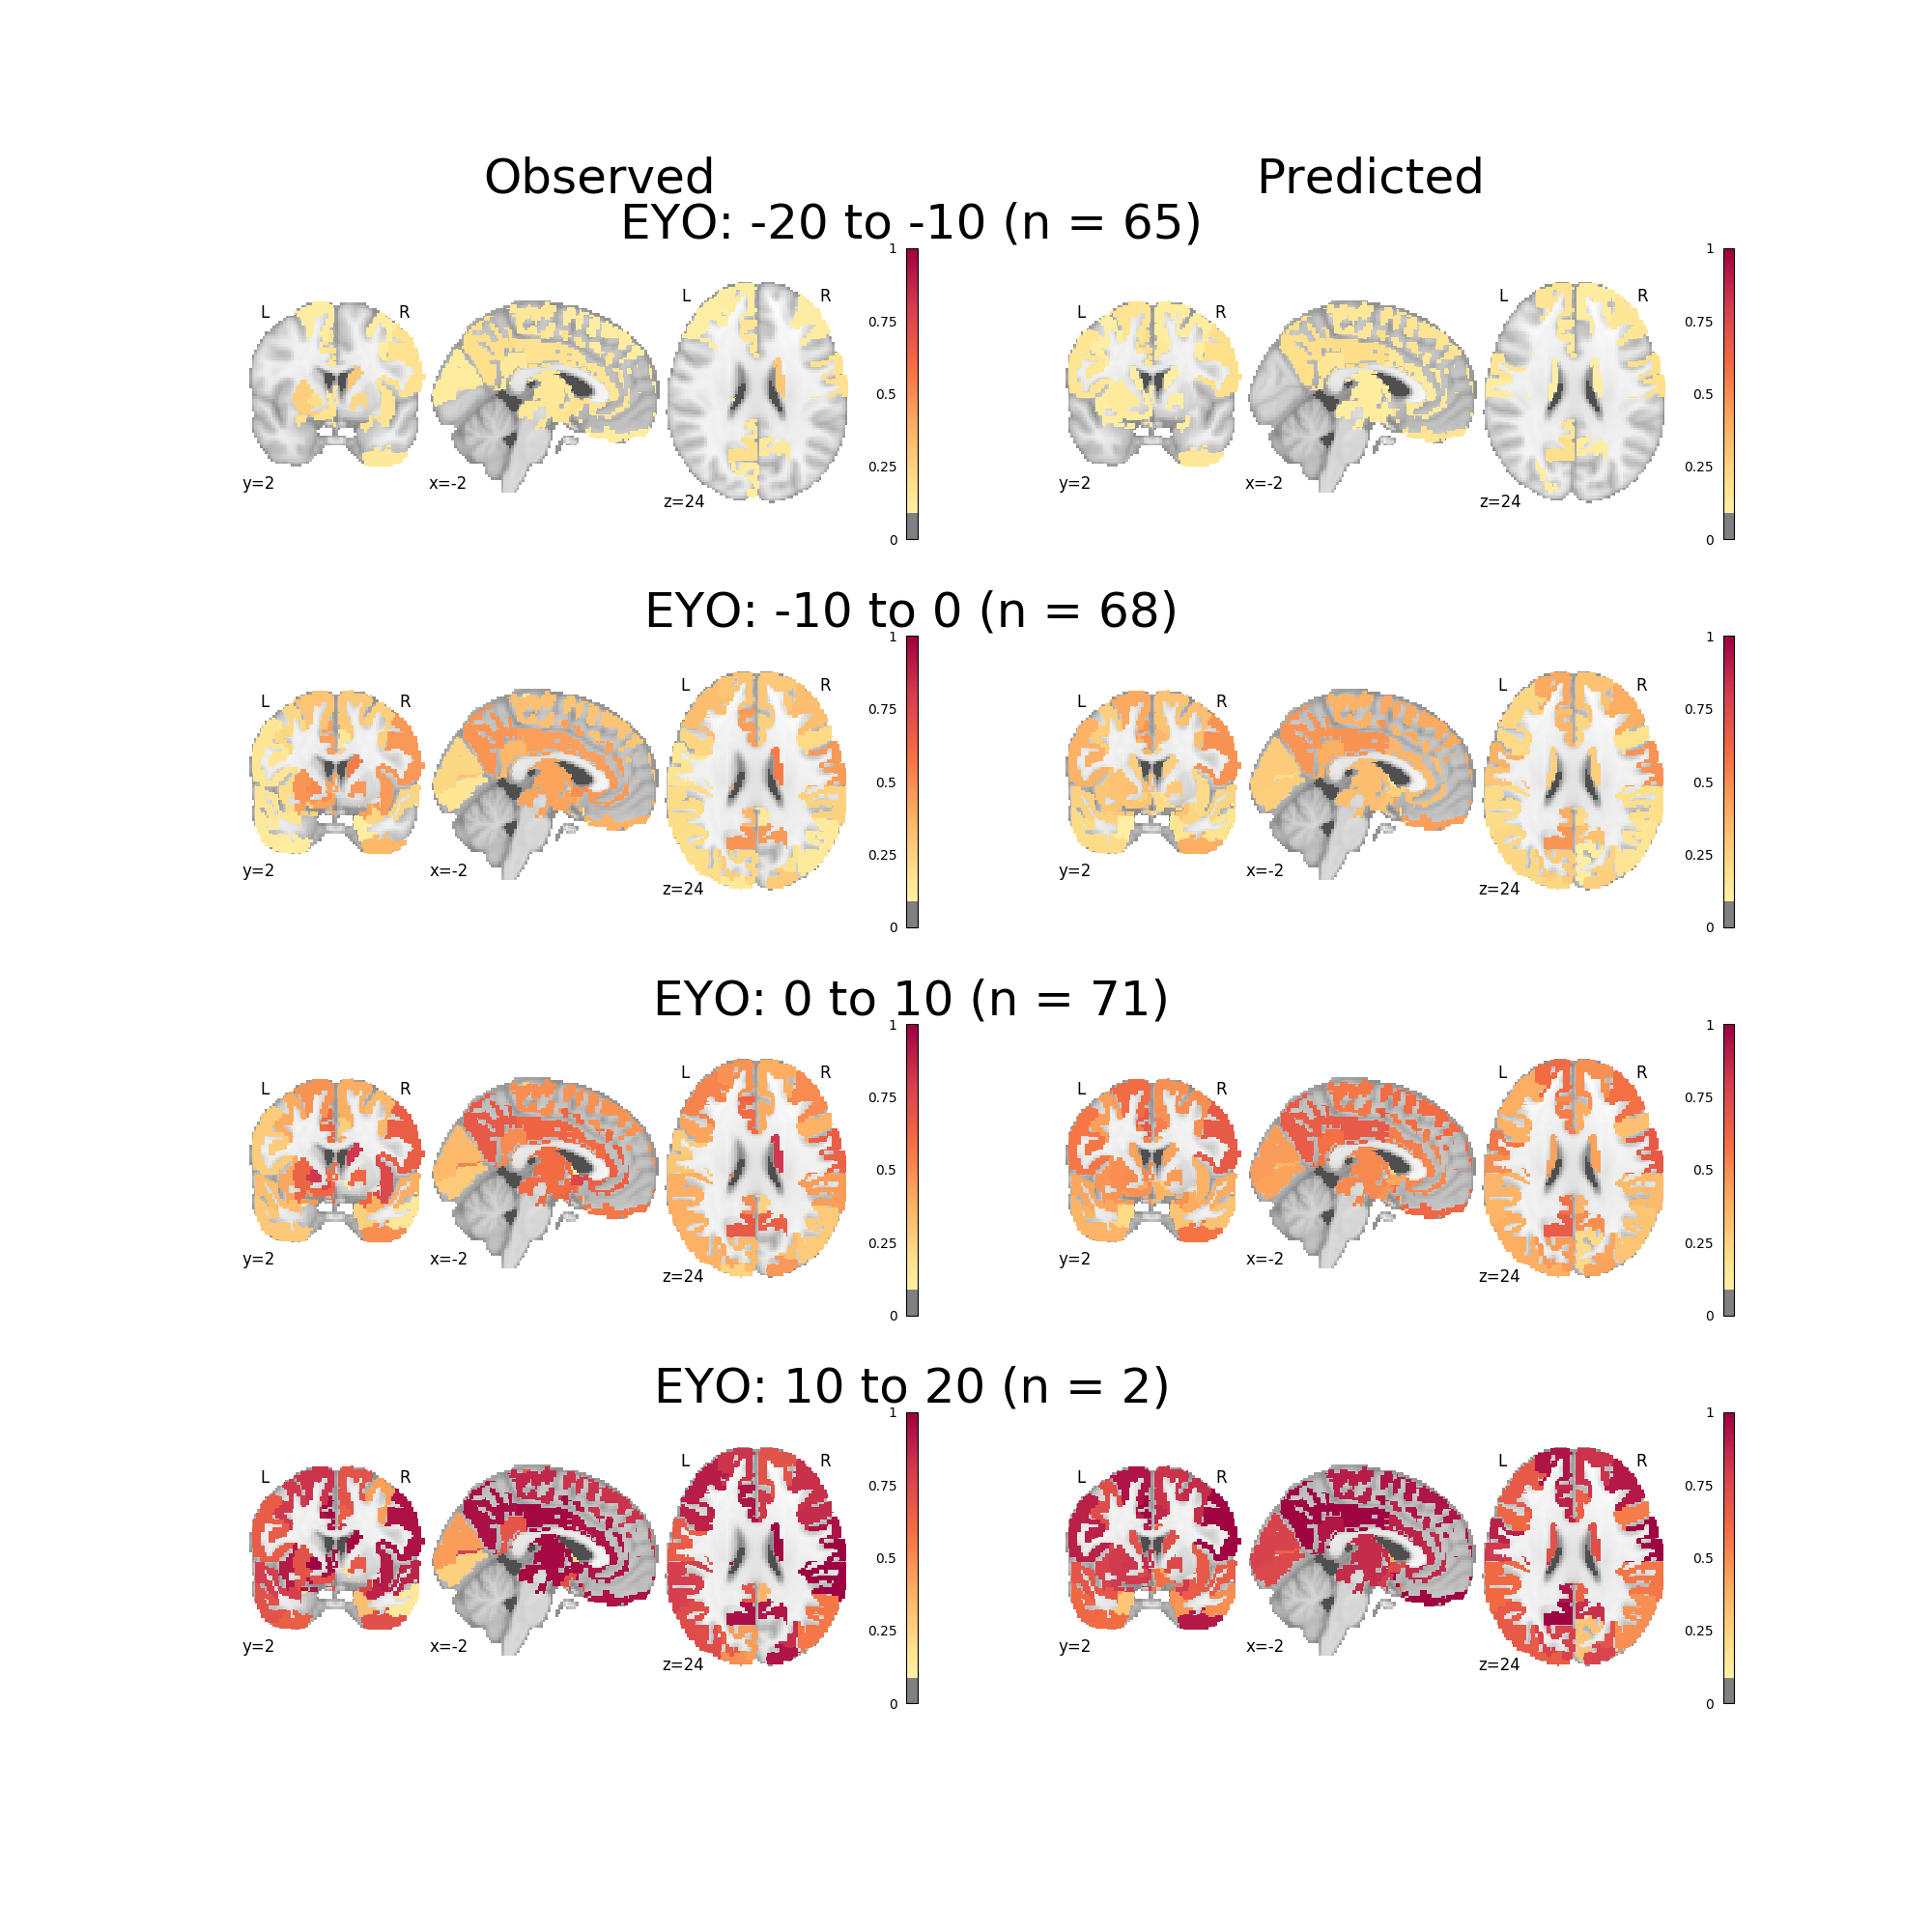 Observed Predicted
EYO: -20 to -10 (n = 65)
1 1
L R L R L R L R
0.75 0.75
0.5 0.5
0.25 0.25
y=2 x=-2 z=24 y=2 x=-2 z=24
0 0
EYO: -10 to 0 (n = 68)
1 1
L R L R L R L R
0.75 0.75
0.5 0.5
0.25 0.25
y=2 x=-2 z=24 y=2 x=-2 z=24
0 0
EYO: 0 to 10 (n = 71)
1 1
L R L R L R L R
0.75 0.75
0.5 0.5
0.25 0.25
y=2 x=-2 z=24 y=2 x=-2 z=24
0 0
EYO: 10 to 20 (n = 2)
1 1
L R L R L R L R
0.75 0.75
0.5 0.5
0.25 0.25
y=2 x=-2 z=24 y=2 x=-2 z=24
0 0